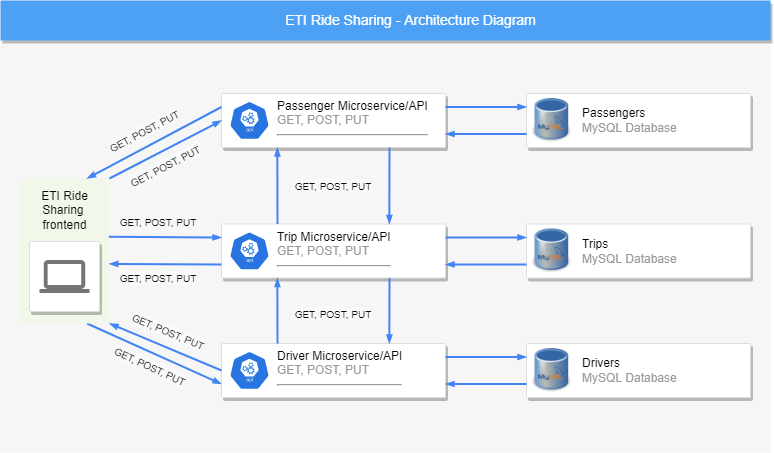 ETI Ride Sharing - Architecture Diagram
Passenger Microservice/API
GET, POST, PUT
Passengers
MySQL Database
MySQL
GET, POST, PUT
GET, POST, PUT
GET, POST, PUT
ETI Ride
Sharing
frontend
GET, POST, PUT
GET, POST, PUT
Trip Microservice/API
GET, POST, PUT
Trips
MySQL Database
MySQL
GET, POST, PUT
GET, POST, PUT
GET, POST, PUT
Driver Microservice/API
GET, POST, PUT
Drivers
MySQL Database
MySQL